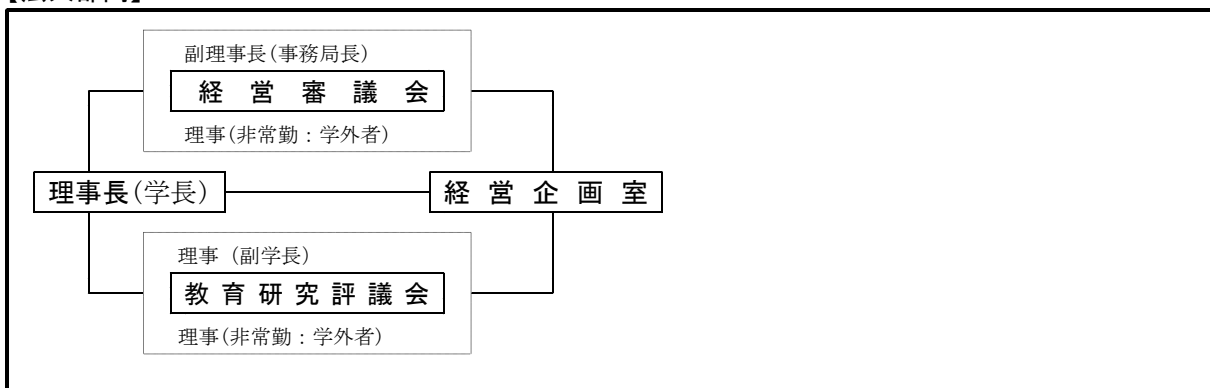 副理事長(事務局長)
経営審議会
理事(非常勤：学外者)
理事長(学長)
経営企画室
理事（副学長）
教育研究評議会
理事(非常勤：学外者)